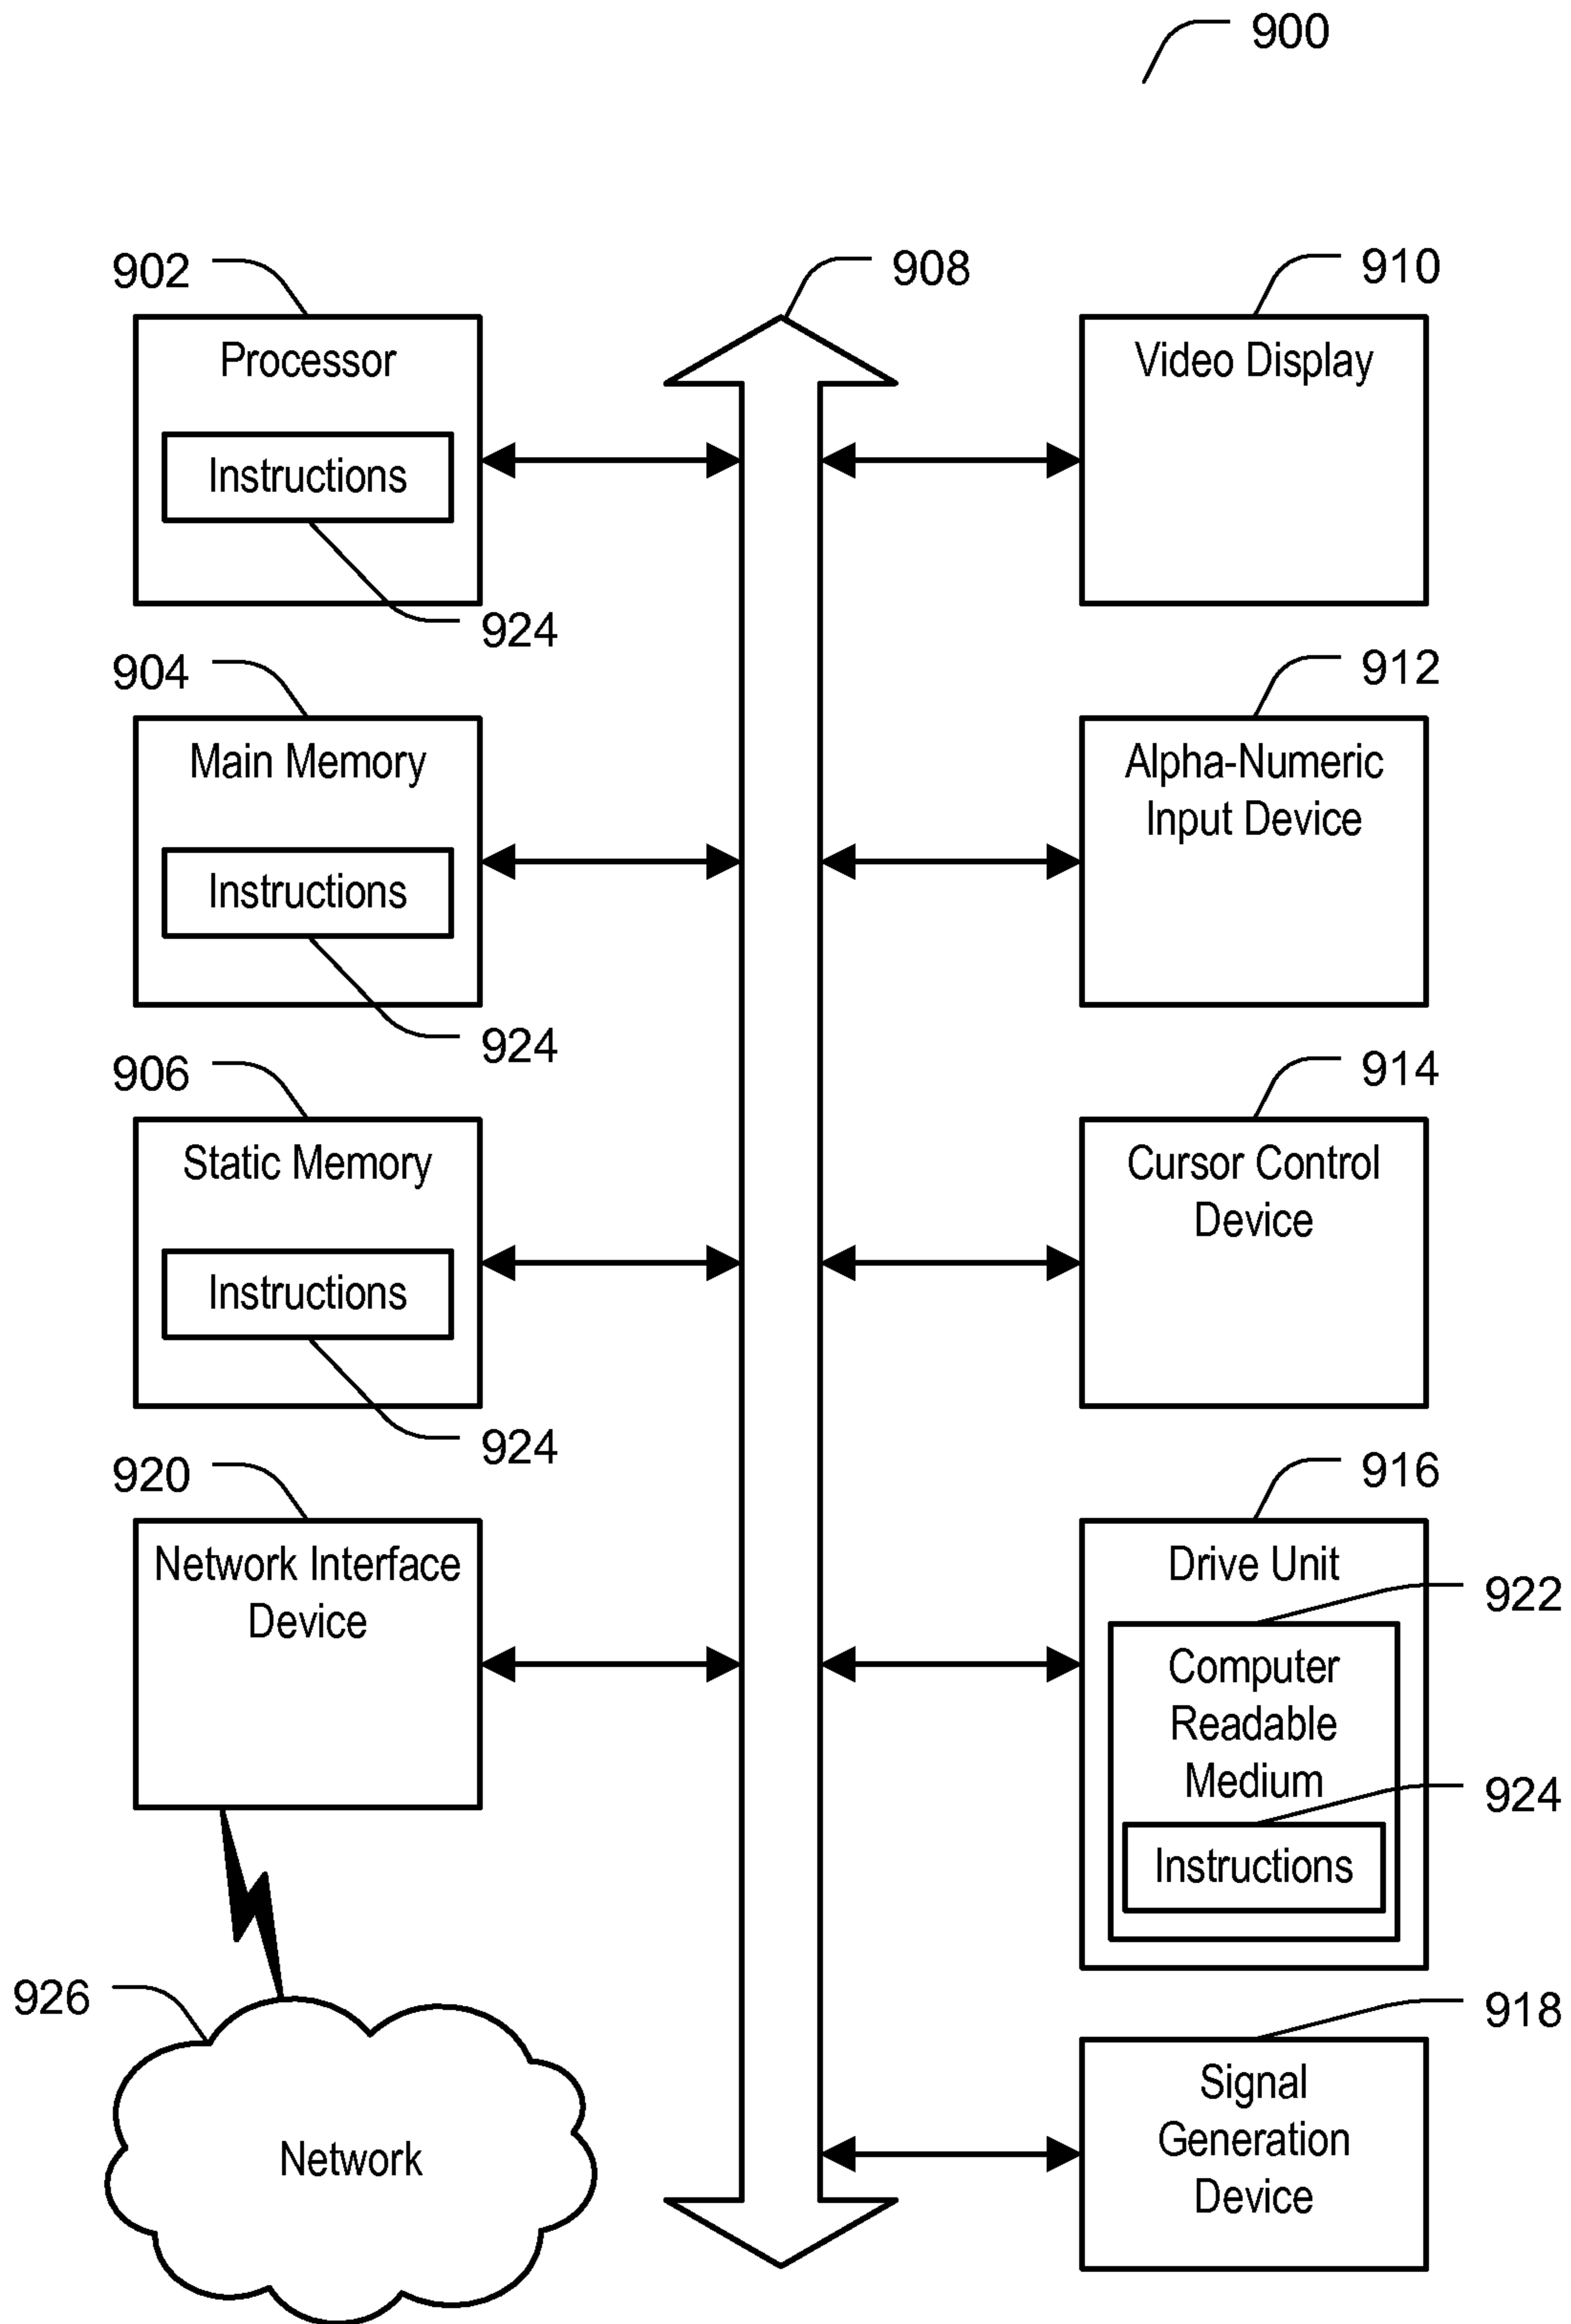 900
902
908
910
Processor
Video Display
Instructions
924
904
912
Main Memory
Alpha-Numeric
Input Device
Instructions
924
906
914
Static Memory
Cursor Control
Device
Instructions
924
920
916
Network Interface
Device
Drive Unit
922
Computer
Readable
Medium
924
Instructions
926
918
Network
Signal
Generation
Device